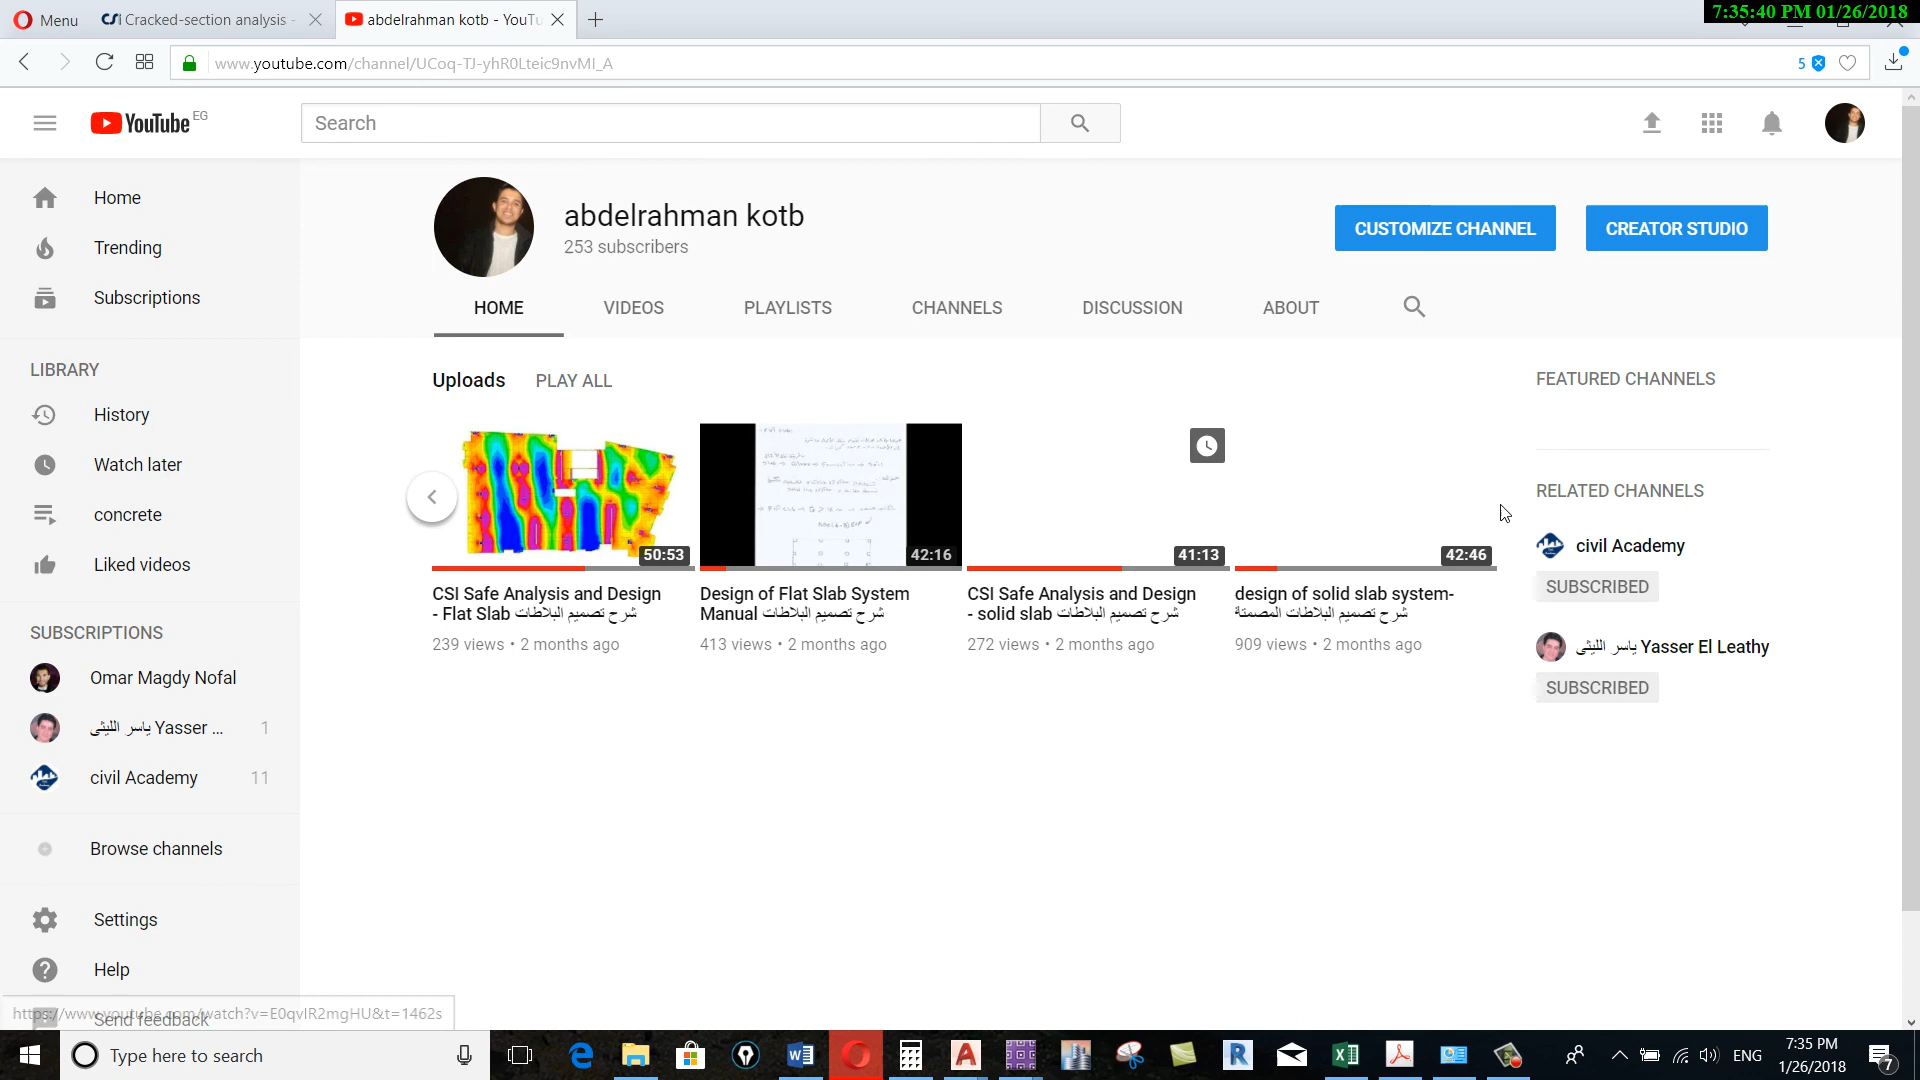 7:35:40 PM 01/26/2018
Menu
CSI Cracked-section analysis -
abdelrahman kotb - YouTu
www.youtube.com/channel/UCoq-TJ-yhR0Lteic9nvMI_A
5
YouTube EG
Search
Home
Trending
Subscriptions
LIBRARY
History
Watch later
concrete
Liked videos
SUBSCRIPTIONS
Omar Magdy Nofal
ياسر الليثى Yasser ... 1
civil Academy 11
Browse channels
Settings
Help
Send feedback
https://www.youtube.com/watch?v=E0qvIR2mgHU&t=1462s
abdelrahman kotb
253 subscribers
CUSTOMIZE CHANNEL
CREATOR STUDIO
HOME VIDEOS PLAYLISTS CHANNELS DISCUSSION ABOUT
Uploads PLAY ALL
50:53
CSI Safe Analysis and Design
- Flat Slab شرح تصميم البلاطات
239 views • 2 months ago
42:16
Design of Flat Slab System
Manual شرح تصميم البلاطات
413 views • 2 months ago
41:13
CSI Safe Analysis and Design
- solid slab شرح تصميم البلاطات
272 views • 2 months ago
42:46
design of solid slab system-
شرح تصميم البلاطات المصمتة
909 views • 2 months ago
FEATURED CHANNELS
RELATED CHANNELS
civil Academy
SUBSCRIBED
ياسر الليثى Yasser El Leathy
SUBSCRIBED
Type here to search
ENG
7:35 PM
1/26/2018
7